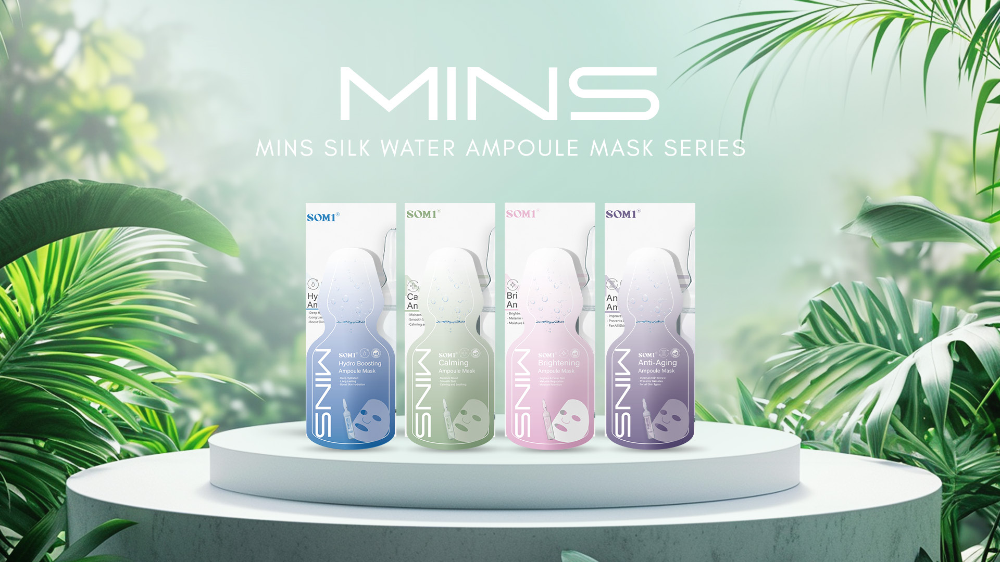 MINS
MINS SILK WATER AMPOULE MASK SERIES
SOM1®
Hy
An
· Deep H
· Long Las
· Boost Skin
SOM1
Hydro Boosting
Ampoule Mask
· Deep Hydration
· Long Lasting
· Boost Skin Hydration
MINS
SOM1®
Ca
An
· Moistur
· Smooth S
· Calming a
SOM1
Calming
Ampoule Mask
· Moisture Boost
· Smooth Skin
· Calming and Soothing
MINS
SOM1®
Bri
An
· Brighte
· Melanin
· Moisture
SOM1
Brightening
Ampoule Mask
· Brighter & Fairer Skin
· Melanin Regulation
· Moisture Retention
MINS
SOM1®
An
Am
· Improve
· Prevents
· For All Ski
SOM1
Anti-Aging
Ampoule Mask
· Improves Skin Texture
· Prevents Wrinkles
· For All Skin Types
MINS